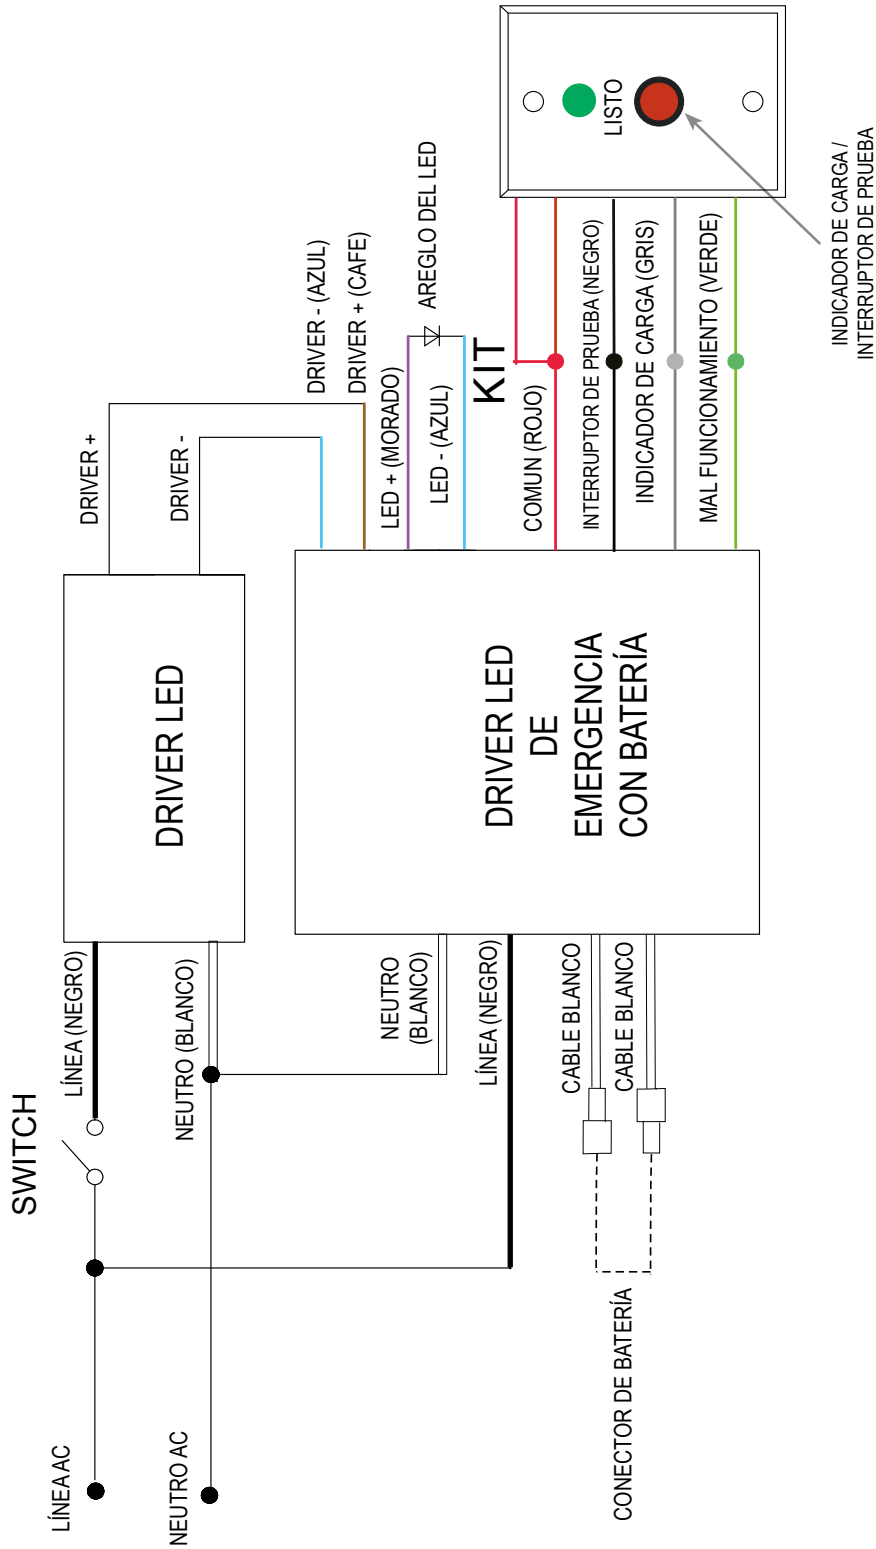 LÍNEA AC
NEUTRO AC
SWITCH
LÍNEA (NEGRO)
NEUTRO (BLANCO)
DRIVER LED
DRIVER +
DRIVER -
DRIVER - (AZUL)
DRIVER + (CAFE)
LED + (MORADO)
LED - (AZUL)
AREGLO DEL LED
NEUTRO
(BLANCO)
LÍNEA (NEGRO)
CABLE BLANCO
CABLE BLANCO
CONECTOR DE BATERÍA
DRIVER LED
DE
EMERGENCIA
CON BATERÍA
KIT
COMUN (ROJO)
INTERRUPTOR DE PRUEBA (NEGRO)
INDICADOR DE CARGA (GRIS)
MAL FUNCIONAMIENTO (VERDE)
LISTO
INDICADOR DE CARGA /
INTERRUPTOR DE PRUEBA